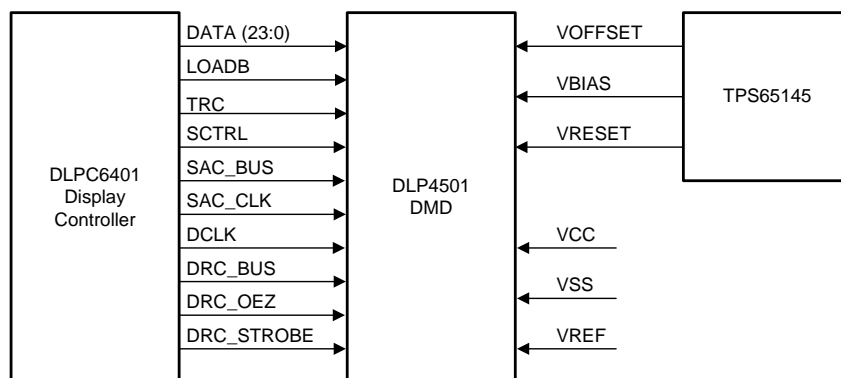 DATA (23:0)
LOADB
TRC
SCTRL
SAC_BUS
SAC_CLK
DCLK
DRC_BUS
DRC_OEZ
DRC_STROBE
DLPC6401
Display
Controller
DLP4501
DMD
VOFFSET
VBIAS
VRESET
VCC
VSS
VREF
TPS65145